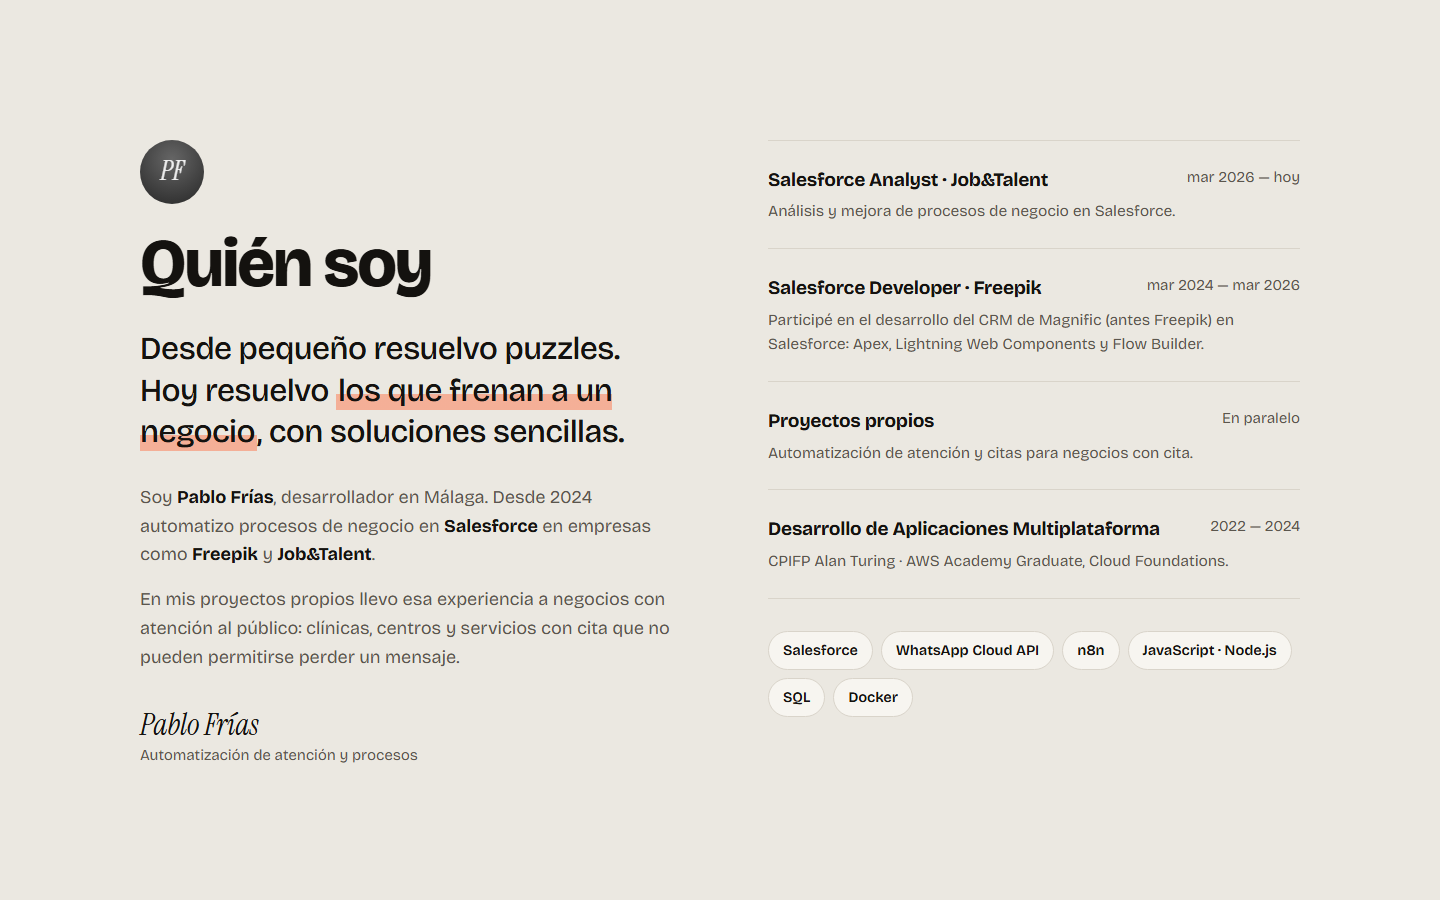 PF
Quién soy
Desde pequeño resuelvo puzzles.
Hoy resuelvo los que frenan a un
negocio, con soluciones sencillas.
Soy Pablo Frías, desarrollador en Málaga. Desde 2024
automatizo procesos de negocio en Salesforce en empresas
como Freepik y Job&Talent.
En mis proyectos propios llevo esa experiencia a negocios con
atención al público: clínicas, centros y servicios con cita que no
pueden permitirse perder un mensaje.
Pablo Frías
Automatización de atención y procesos
Salesforce Analyst · Job&Talent mar 2026 — hoy
Análisis y mejora de procesos de negocio en Salesforce.
Salesforce Developer · Freepik mar 2024 — mar 2026
Participé en el desarrollo del CRM de Magnific (antes Freepik) en
Salesforce: Apex, Lightning Web Components y Flow Builder.
Proyectos propios En paralelo
Automatización de atención y citas para negocios con cita.
Desarrollo de Aplicaciones Multiplataforma 2022 — 2024
CPIFP Alan Turing · AWS Academy Graduate, Cloud Foundations.
Salesforce WhatsApp Cloud API n8n JavaScript · Node.js
SQL Docker